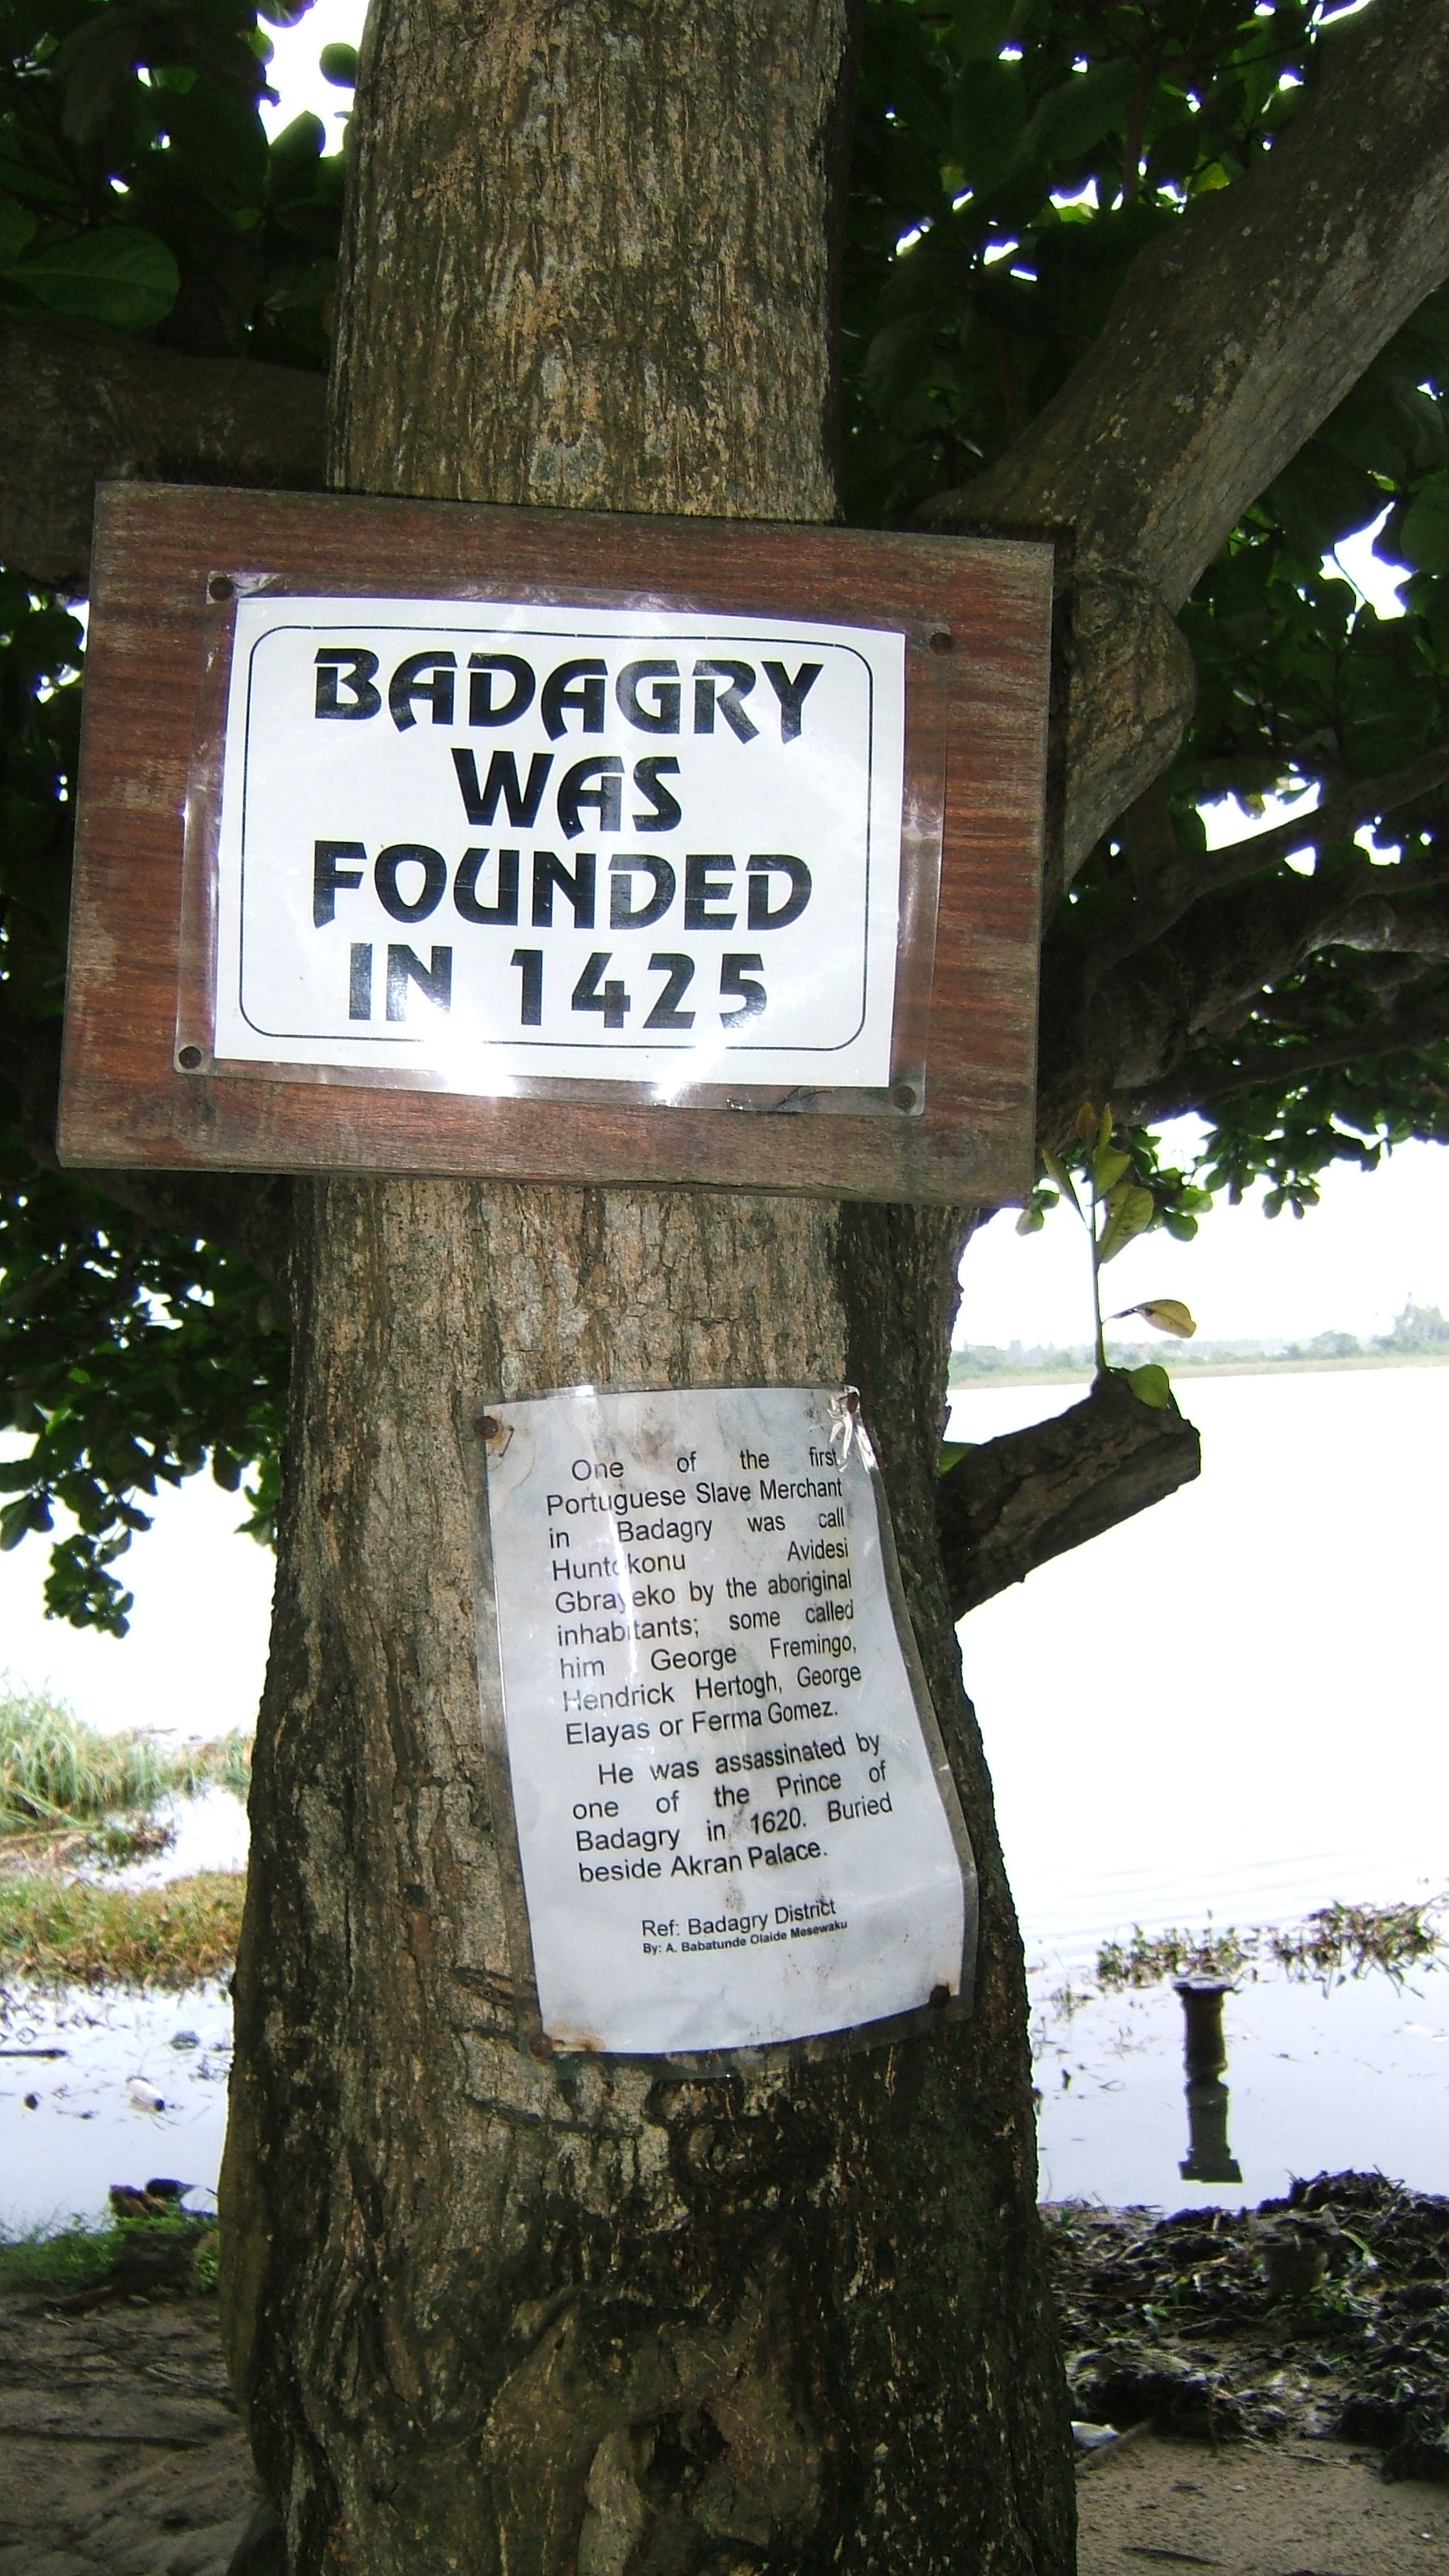 BADAGRY
WAS
FOUNDED
IN 1425
One of the first
Portuguese Slave Merchant
in Badagry was call
Huntokonu Avidesi
Gbrayeko by the aboriginal
inhabitants; some called
him George Fremingo,
Hendrick Hertogh, George
Elayas or Ferma Gomez.
He was assassinated by
one of the Prince of
Badagry in 1620. Buried
beside Akran Palace.
Ref: Badagry District
By: A. Babatunde Olaide Mesewaku